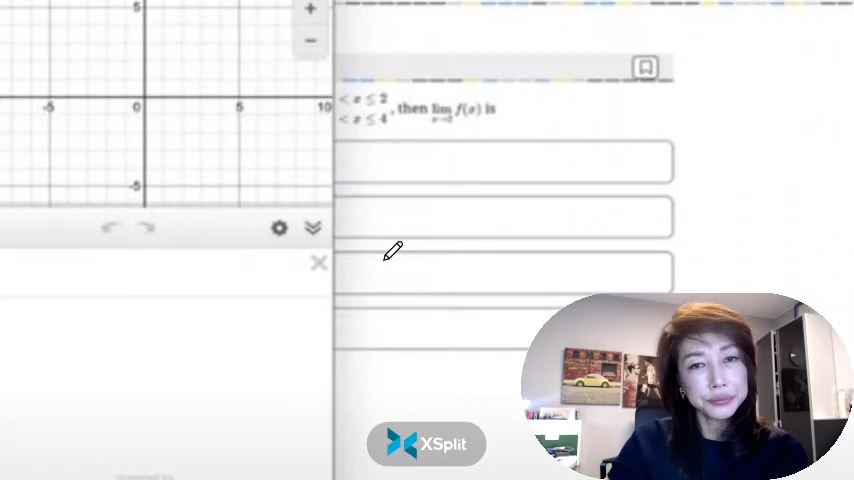 5
-5
0
5
10
-5
+
−
< x ≤ 2
< x ≤ 4
, then lim f(x) is
XSplit